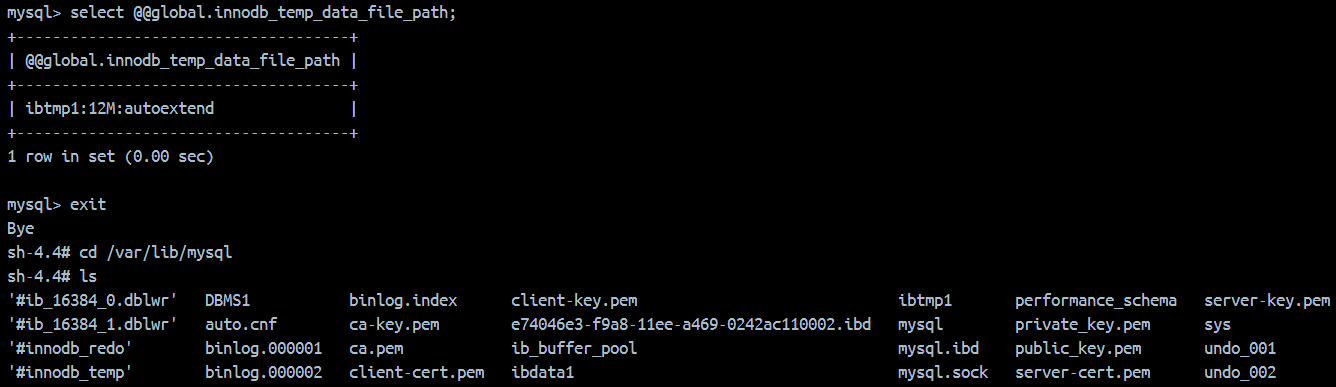 mysql> select @@global.innodb_temp_data_file_path;
+-----------------------------------+
| @@global.innodb_temp_data_file_path |
+-----------------------------------+
| ibtmp1:12M:autoextend               |
+-----------------------------------+
1 row in set (0.00 sec)

mysql> exit
Bye
sh-4.4# cd /var/lib/mysql
sh-4.4# ls
'#ib_16384_0.dblwr'   DBMS1           binlog.index      client-key.pem                             ibtmp1       performance_schema   server-key.pem
'#ib_16384_1.dblwr'   auto.cnf        ca-key.pem        e74046e3-f9a8-11ee-a469-0242ac110002.ibd   mysql        private_key.pem      sys
'#innodb_redo'        binlog.000001   ca.pem            ib_buffer_pool                             mysql.ibd    public_key.pem       undo_001
'#innodb_temp'        binlog.000002   client-cert.pem   ibdata1                                    mysql.sock   server-cert.pem      undo_002